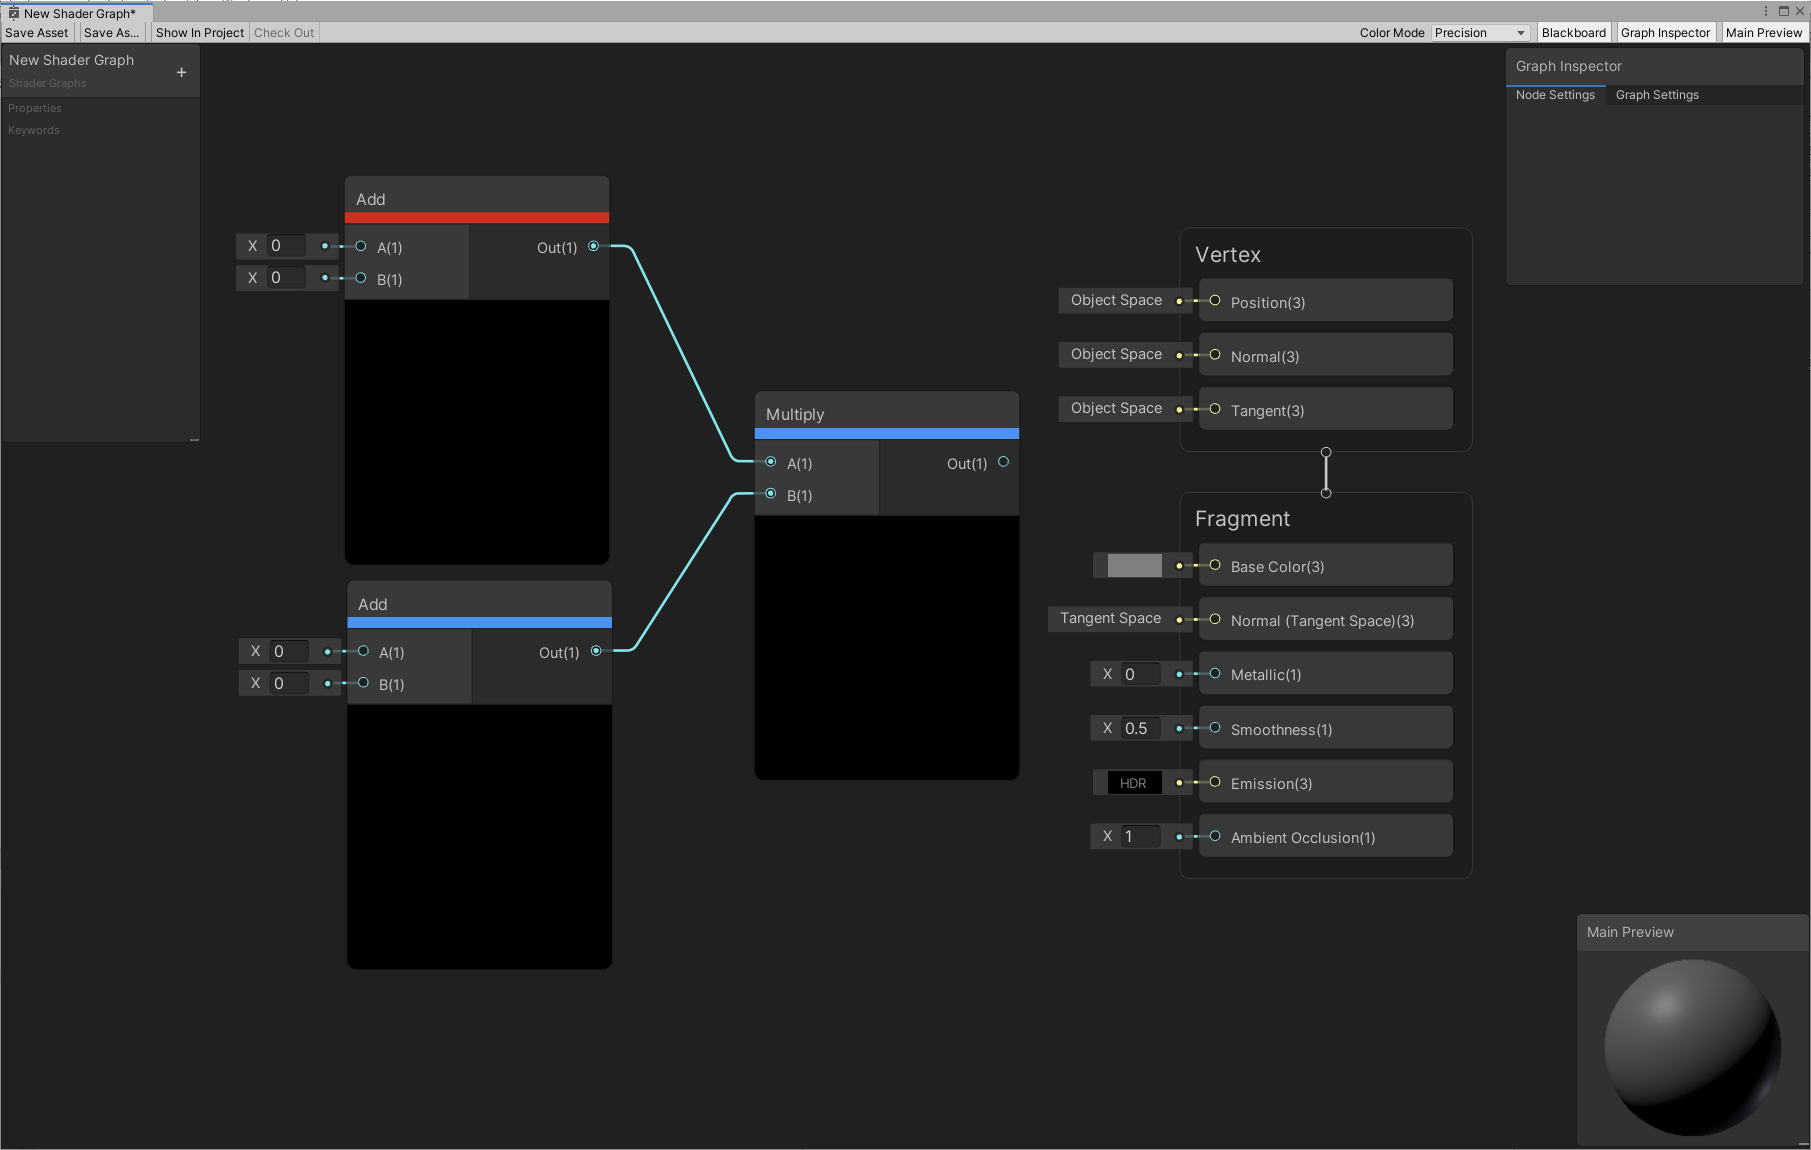 New Shader Graph*
Save Asset Save As... Show In Project Check Out Color Mode Precision Blackboard Graph Inspector Main Preview
New Shader Graph
+
Shader Graphs
Properties
Keywords
Graph Inspector
Node Settings Graph Settings
Add
X 0 A(1) Out(1)
X 0 B(1)
Add
X 0 A(1) Out(1)
X 0 B(1)
Multiply
A(1) Out(1)
B(1)
Vertex
Object Space Position(3)
Object Space Normal(3)
Object Space Tangent(3)
Fragment
Base Color(3)
Tangent Space Normal (Tangent Space)(3)
X 0 Metallic(1)
X 0.5 Smoothness(1)
HDR Emission(3)
X 1 Ambient Occlusion(1)
Main Preview